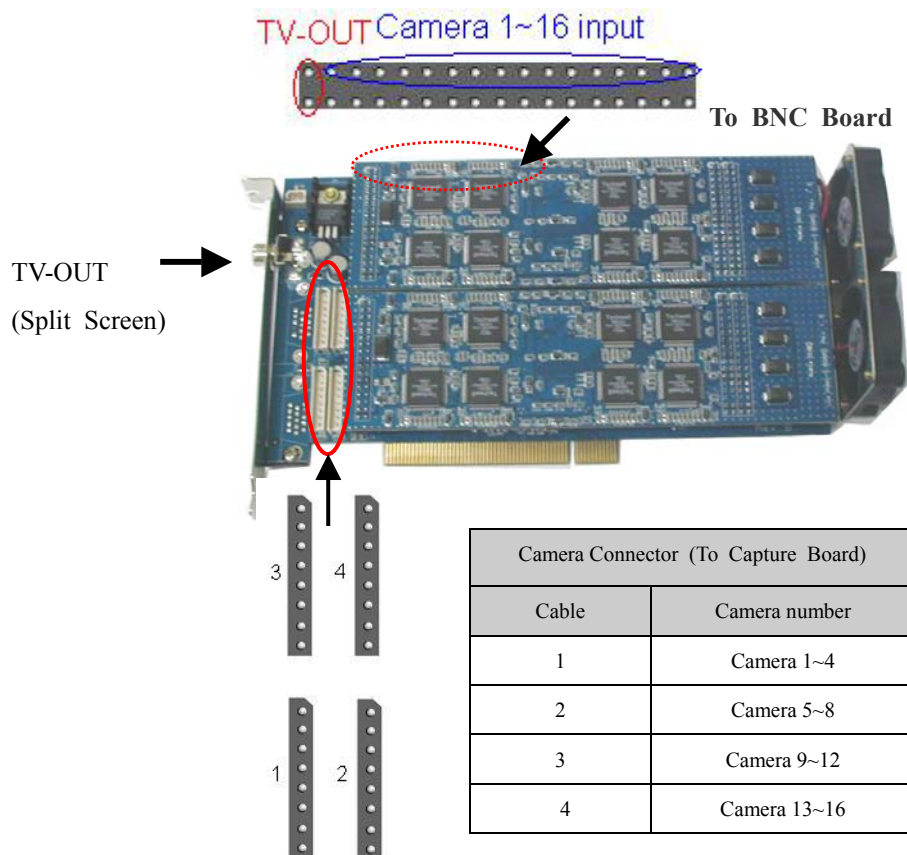 TV-OUT Camera 1~16 input
To BNC Board
TV-OUT
(Split Screen)
3
4
1
2
Camera Connector (To Capture Board)
Cable
Camera number
1
Camera 1~4
2
Camera 5~8
3
Camera 9~12
4
Camera 13~16